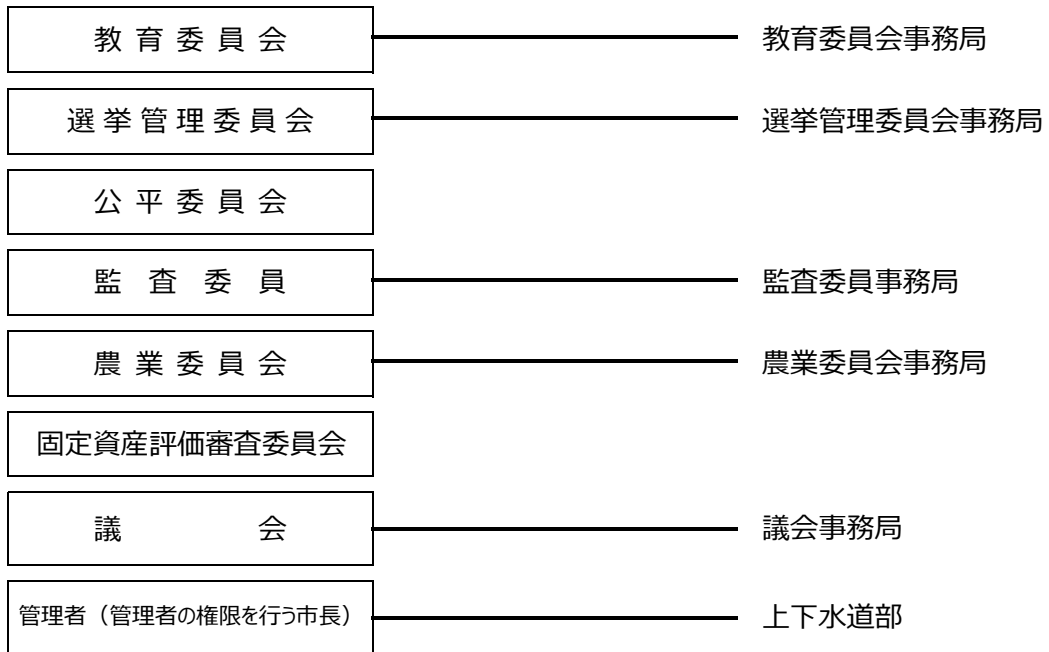 教育委員会 教育委員会事務局
選挙管理委員会 選挙管理委員会事務局
公平委員会
監査委員 監査委員事務局
農業委員会 農業委員会事務局
固定資産評価審査委員会
議会 議会事務局
管理者（管理者の権限を行う市長） 上下水道部